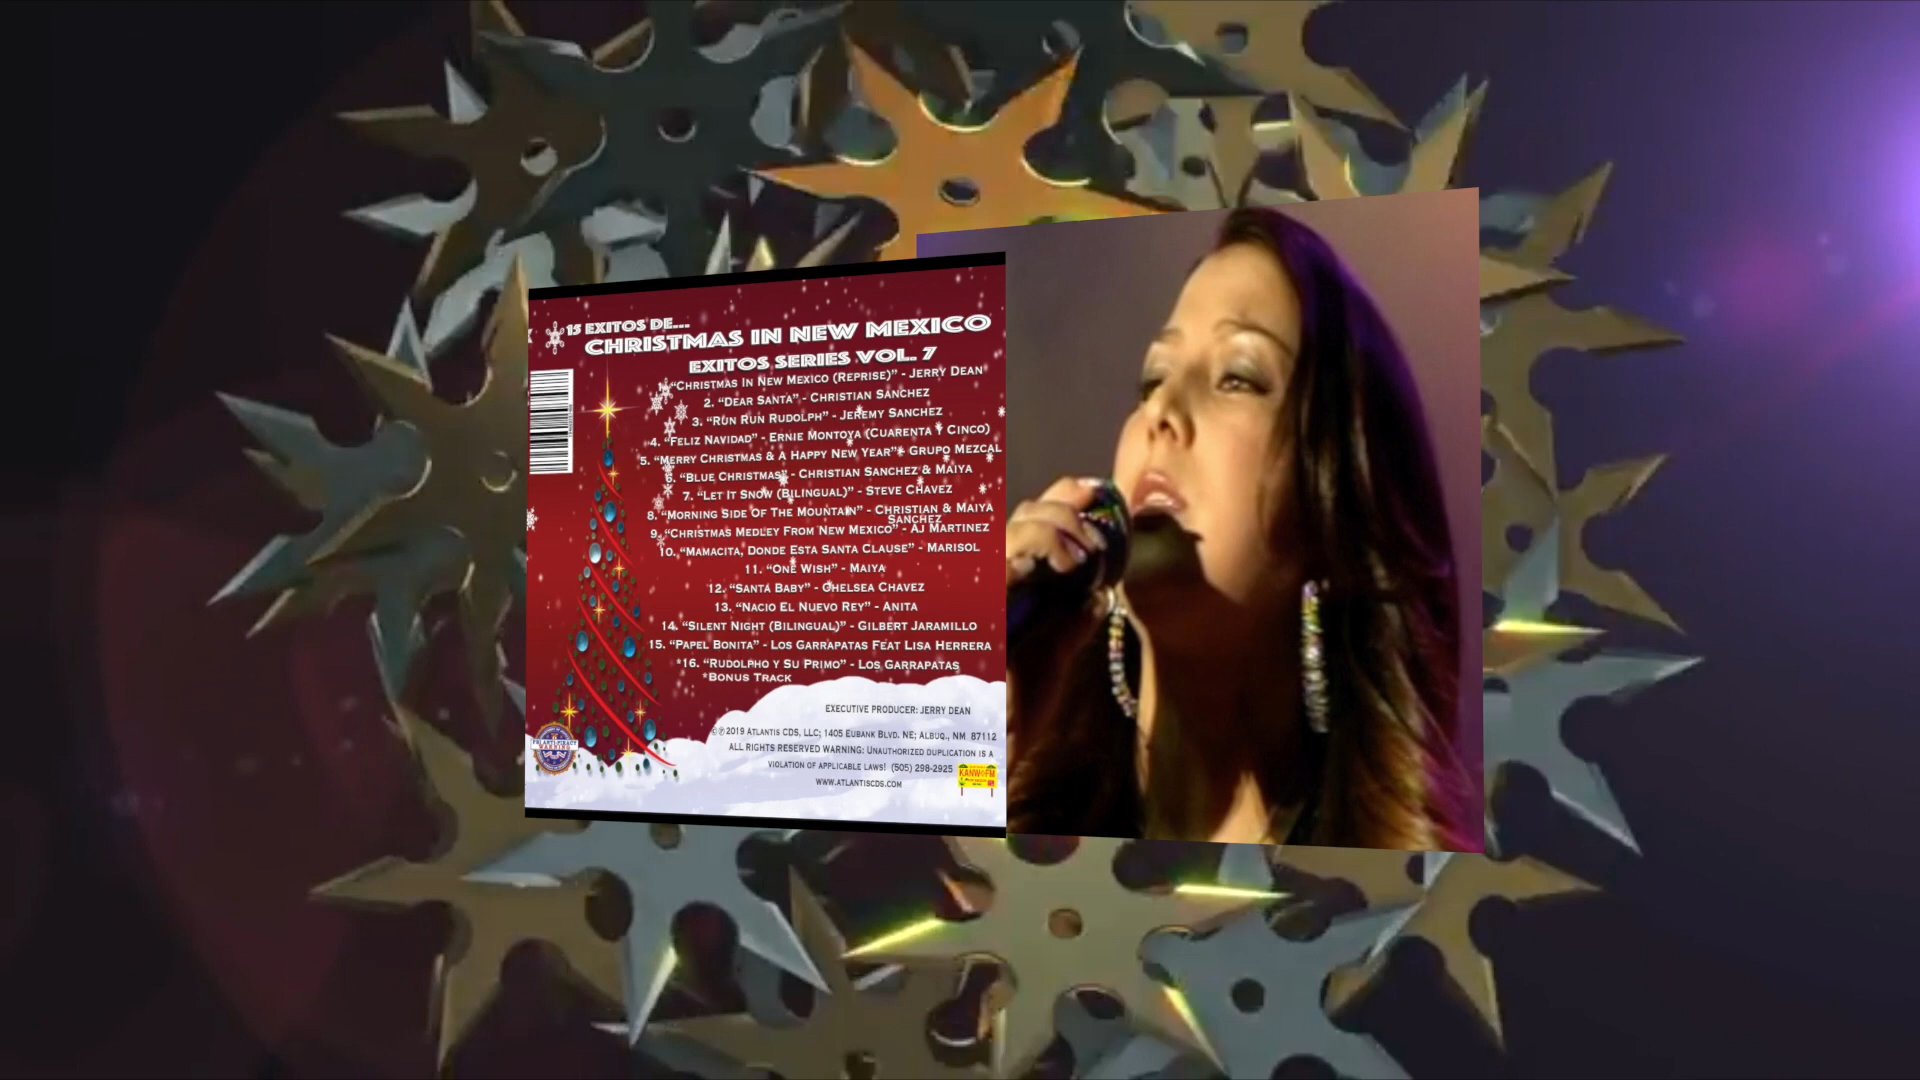 15 EXITOS DE...
CHRISTMAS IN NEW MEXICO
EXITOS SERIES VOL. 7
1. “CHRISTMAS IN NEW MEXICO (REPRISE)” - JERRY DEAN
2. “DEAR SANTA” - CHRISTIAN SANCHEZ
3. “RUN RUN RUDOLPH” - JEREMY SANCHEZ
4. “FELIZ NAVIDAD” - ERNIE MONTOYA (CUARENTA Y CINCO)
5. “MERRY CHRISTMAS & A HAPPY NEW YEAR” - GRUPO MEZCAL
6. “BLUE CHRISTMAS” - CHRISTIAN SANCHEZ & MAIYA
7. “LET IT SNOW (BILINGUAL)” - STEVE CHAVEZ
8. “MORNING SIDE OF THE MOUNTAIN” - CHRISTIAN & MAIYA
SANCHEZ
9. “CHRISTMAS MEDLEY FROM NEW MEXICO” - AJ MARTINEZ
10. “MAMACITA, DONDE ESTA SANTA CLAUSE” - MARISOL
11. “ONE WISH” - MAIYA
12. “SANTA BABY” - CHELSEA CHAVEZ
13. “NACIO EL NUEVO REY” - ANITA
14. “SILENT NIGHT (BILINGUAL)” - GILBERT JARAMILLO
15. “PAPEL BONITA” - LOS GARRAPATAS FEAT LISA HERRERA
*16. “RUDOLPHO Y SU PRIMO” - LOS GARRAPATAS
*BONUS TRACK
EXECUTIVE PRODUCER: JERRY DEAN
©℗2019 ATLANTIS CDS, LLC; 1405 EUBANK BLVD. NE; ALBUQ., NM 87112
ALL RIGHTS RESERVED WARNING: UNAUTHORIZED DUPLICATION IS A
VIOLATION OF APPLICABLE LAWS! (505) 298-2925
WWW.ATLANTISCDS.COM
FBI ANTI-PIRACY
WARNING
KANW FM